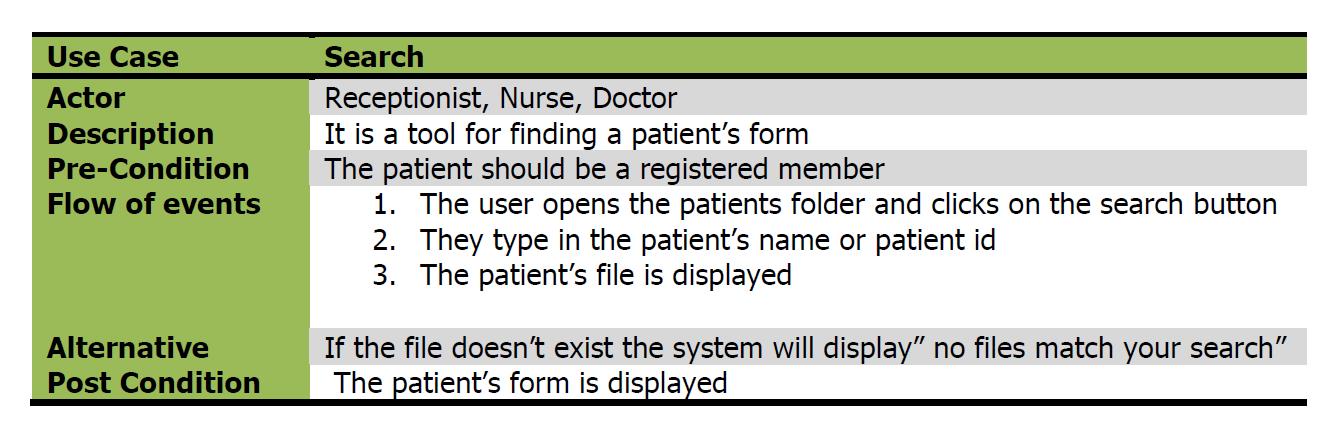 Use Case Search
Actor Receptionist, Nurse, Doctor
Description It is a tool for finding a patient’s form
Pre-Condition The patient should be a registered member
Flow of events 1. The user opens the patients folder and clicks on the search button
2. They type in the patient’s name or patient id
3. The patient’s file is displayed
Alternative If the file doesn’t exist the system will display” no files match your search”
Post Condition The patient’s form is displayed